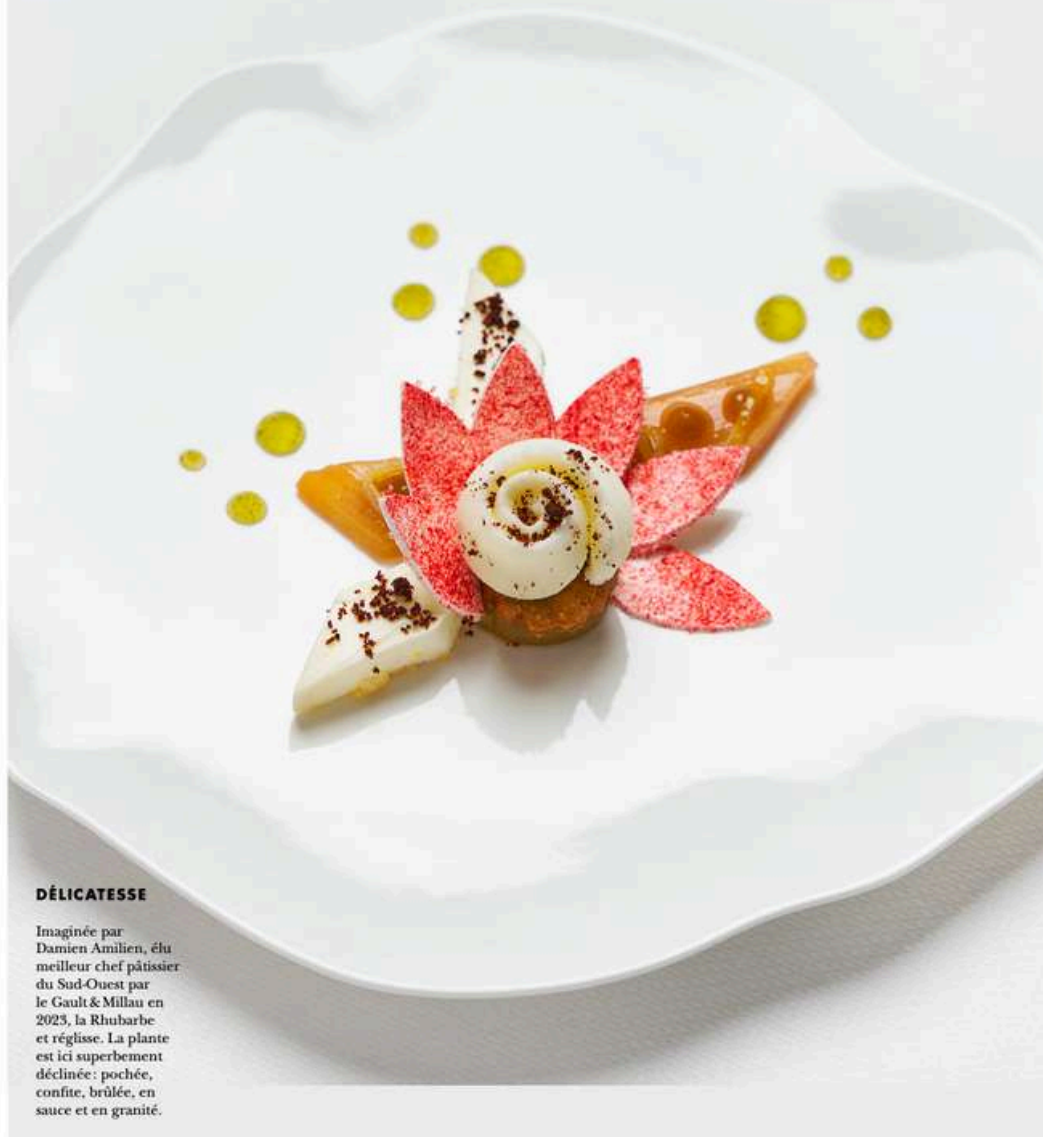 DÉLICATESSE
Imaginée par
Damien Amilien, élu
meilleur chef pâtissier
du Sud-Ouest par
le Gault & Millau en
2023, la Rhubarbe
et réglisse. La plante
est ici superbement
déclinée : pochée,
confite, brûlée, en
sauce et en granité.